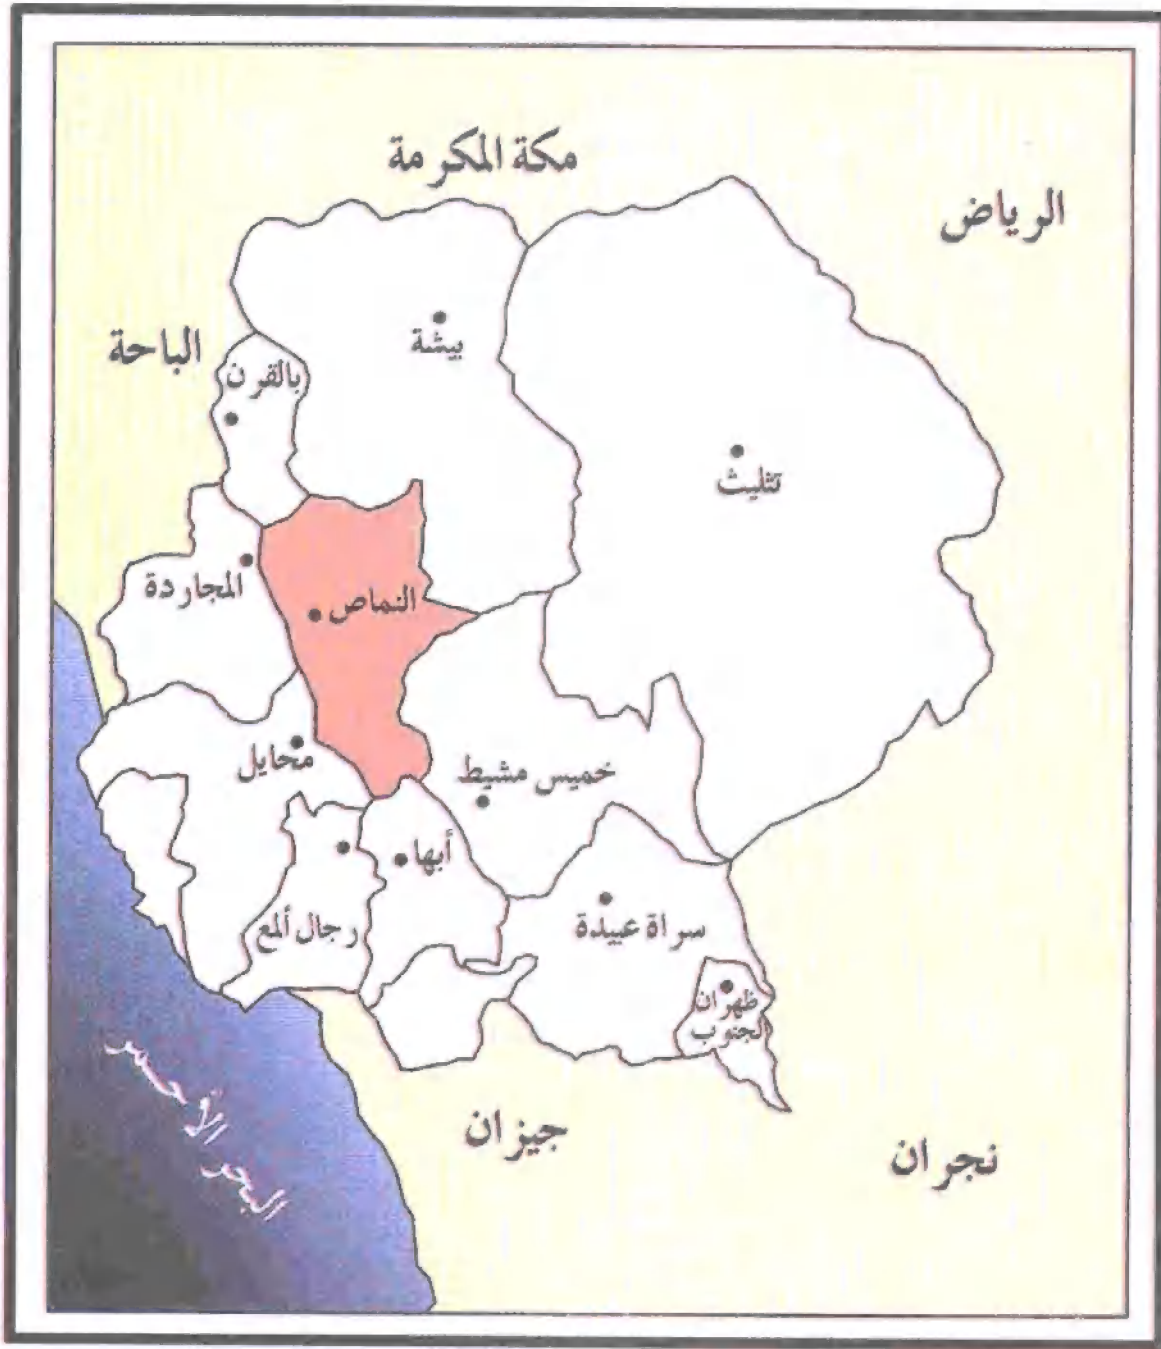 مكة المكرمة
الرياض
الباحة
بيشة
بالقرن
تثليث
المجاردة
النماص
محايل
خميس مشيط
أبها
رجال ألمع
سراة عبيدة
ظهران
الجنوب
البحر الأحمر
جيزان
نجران